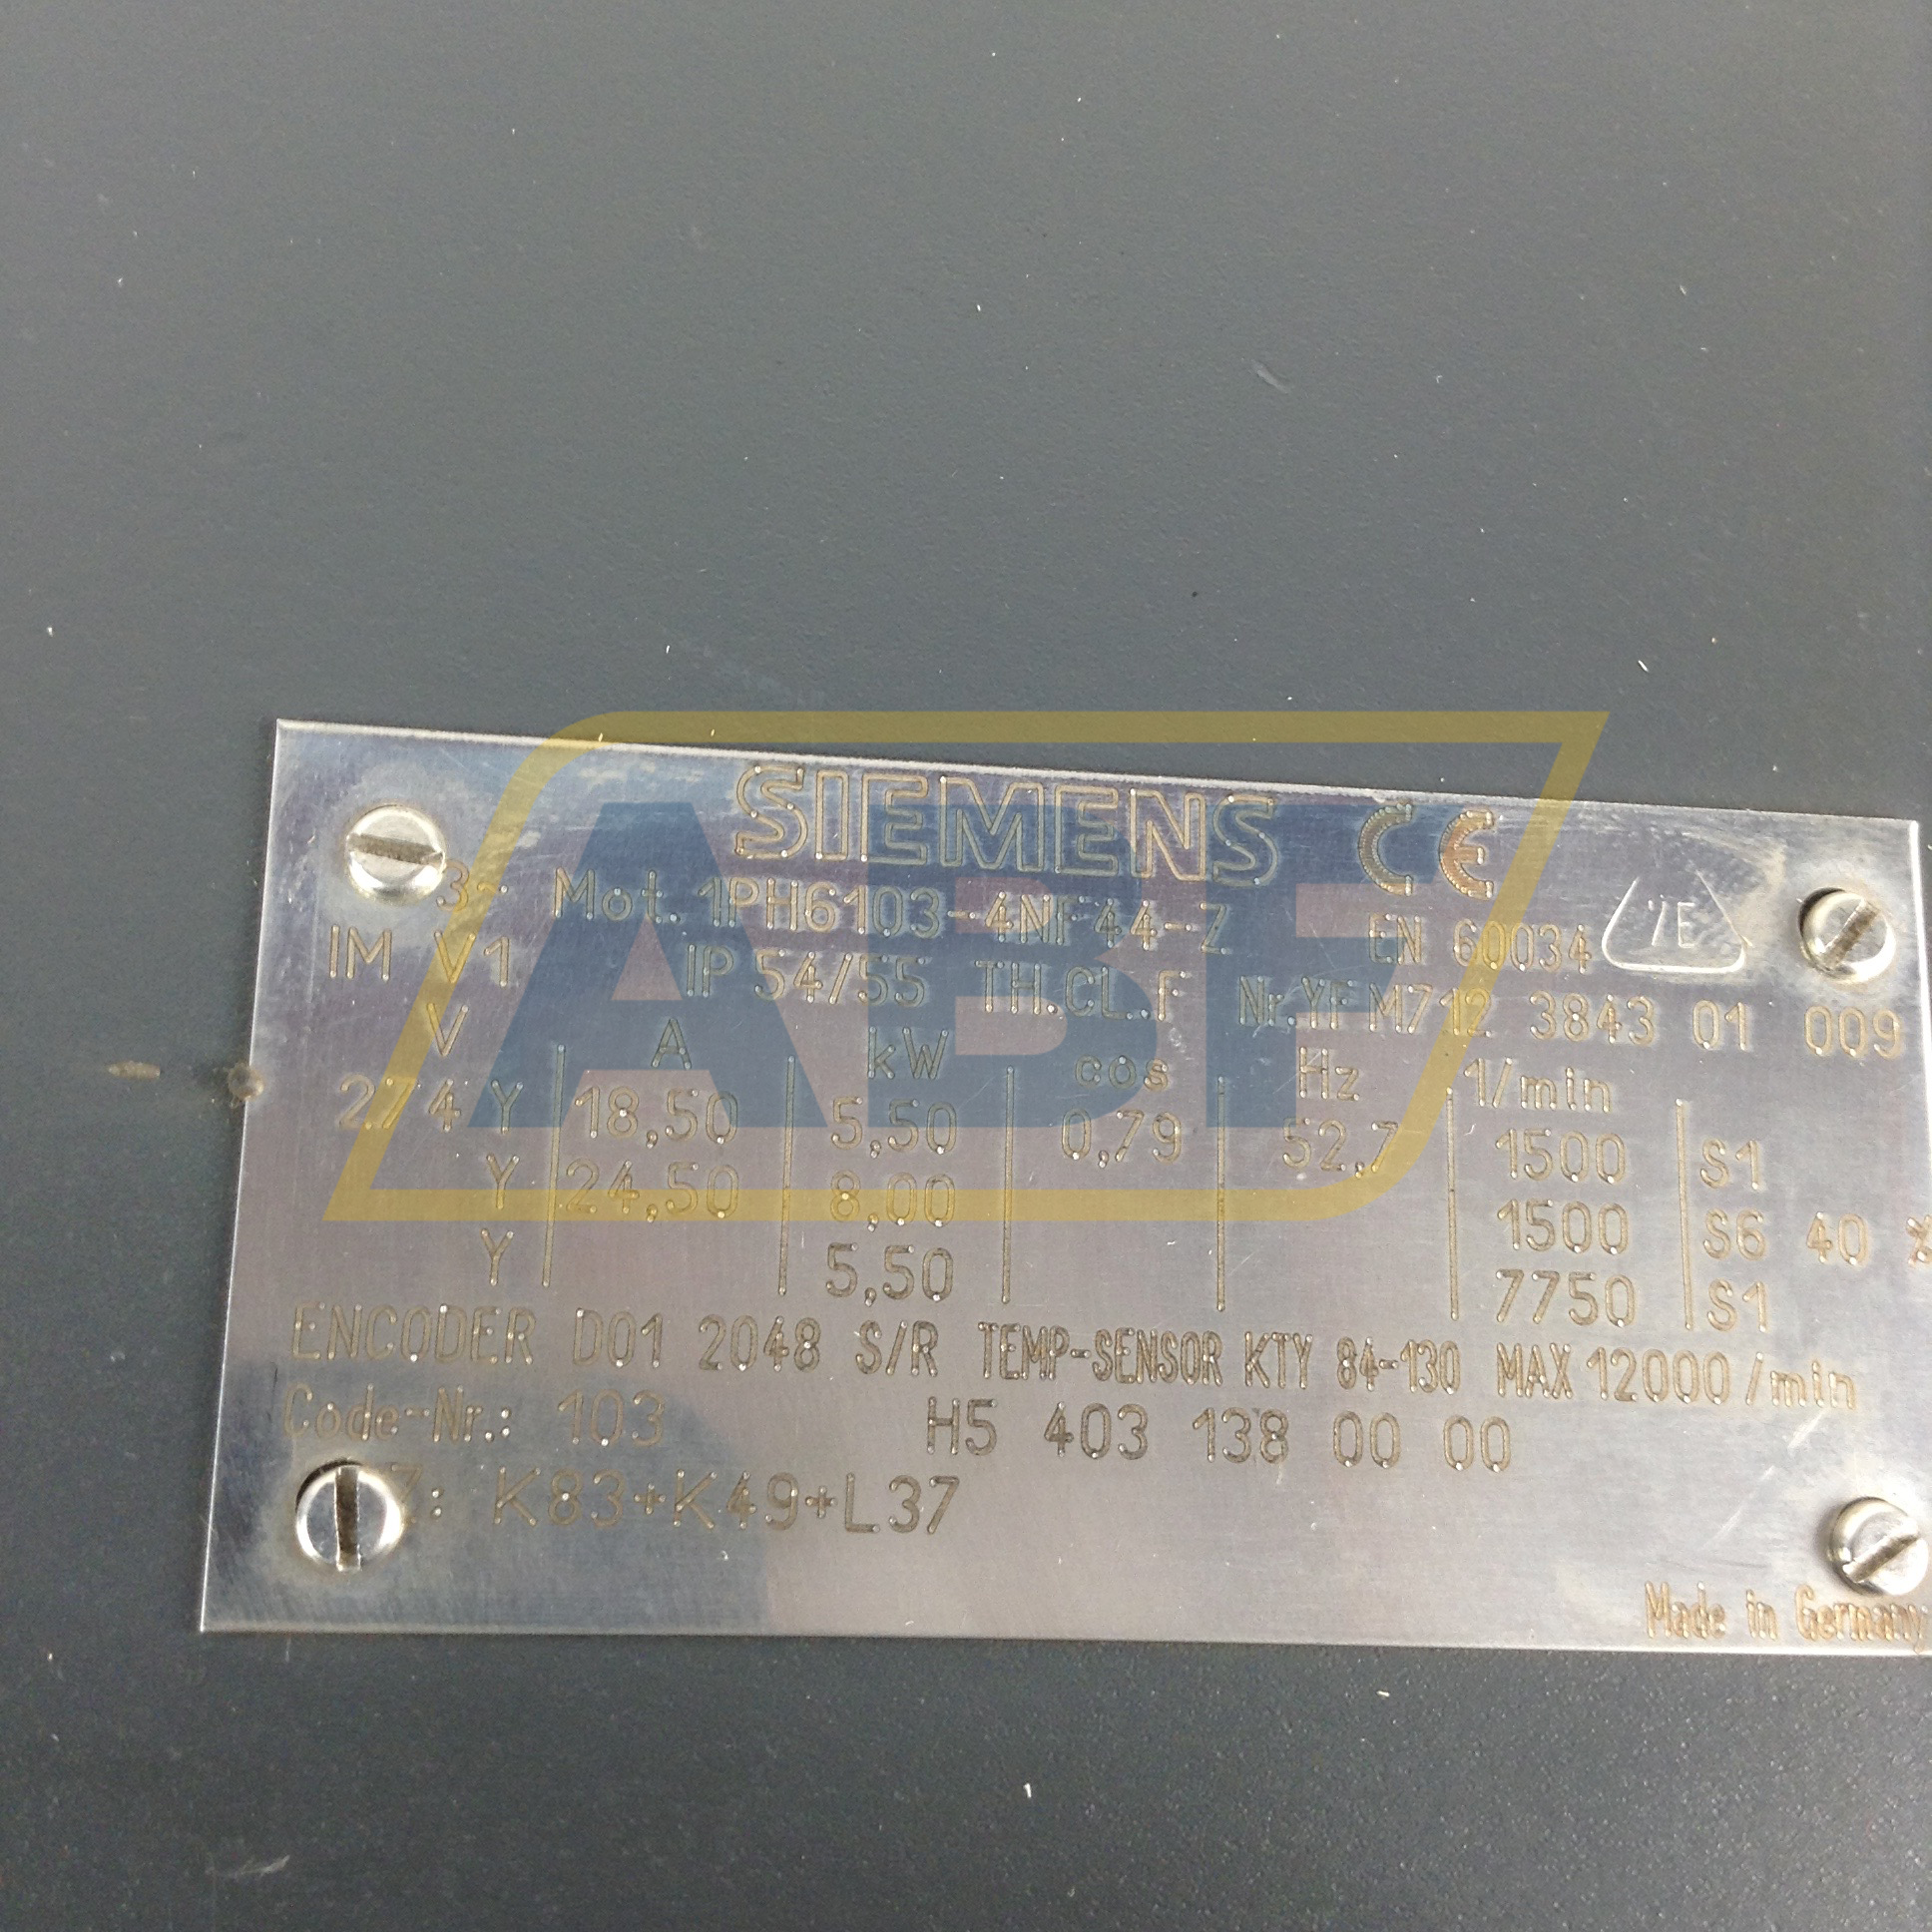 SIEMENS CE
3~ Mot. 1PH6103-4NF44-Z EN 60034 VE
IM V1 IP 54/55 TH.CL.F Nr.YFM712 3843 01 009
V A kW cos Hz 1/min
274 Y 18,50 5,50 0,79 52,7 1500 S1
Y 24,50 8,00 1500 S6 40 %
Y 5,50 7750 S1
ENCODER D01 2048 S/R TEMP-SENSOR KTY 84-130 MAX 12000/min
Code-Nr.: 103 H5 403 138 00 00
Z: K83+K49+L37
Made in Germany
ABF